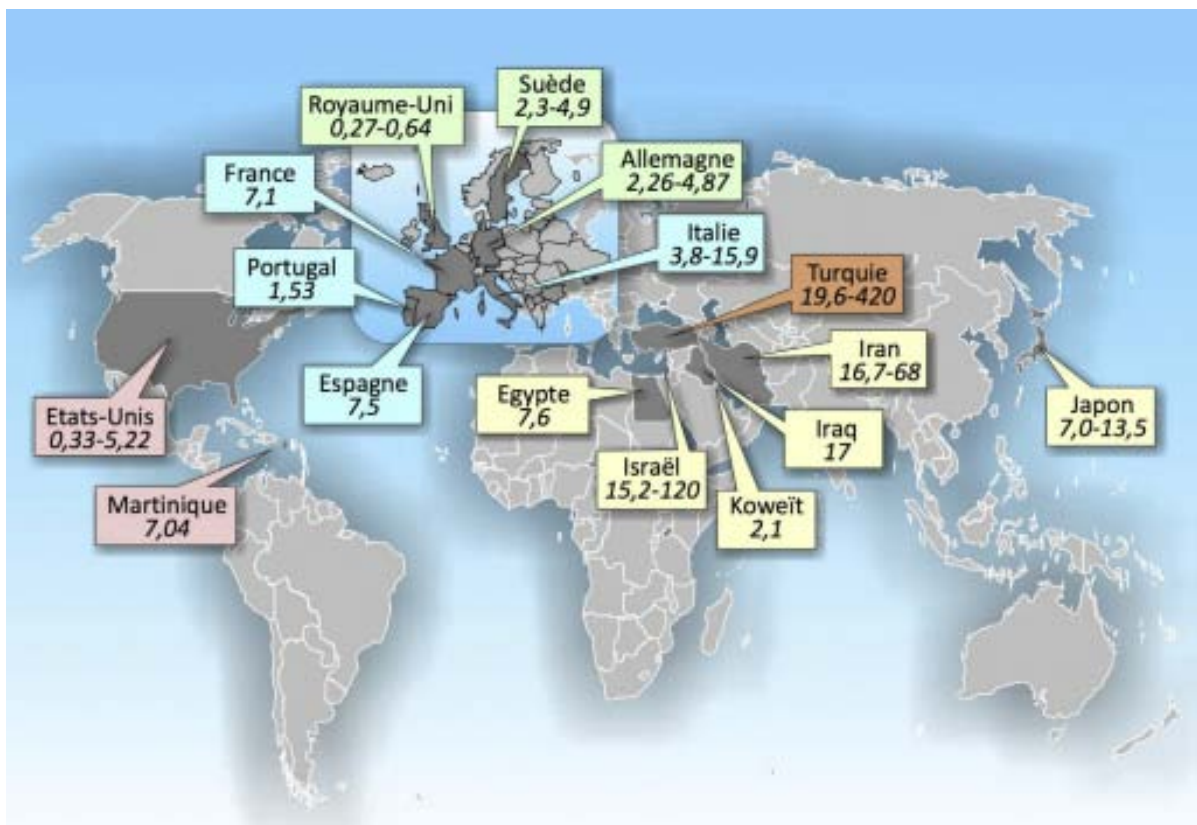 Suède
2,3-4,9
Royaume-Uni
0,27-0,64
Allemagne
2,26-4,87
France
7,1
Italie
3,8-15,9
Portugal
1,53
Turquie
19,6-420
Iran
16,7-68
Espagne
7,5
Egypte
7,6
Japon
7,0-13,5
Etats-Unis
0,33-5,22
Iraq
17
Israël
15,2-120
Martinique
7,04
Koweït
2,1